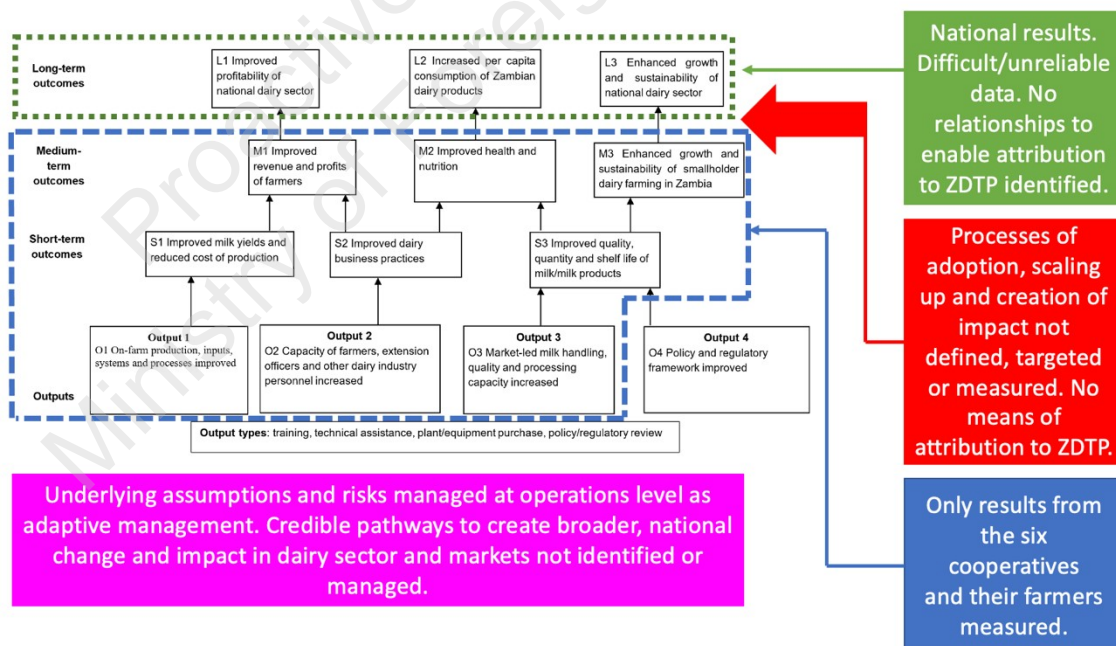 Proactive
Ministry of Forei
Long-term
outcomes
L1 Improved
profitability of
national dairy sector
L2 Increased per capita
consumption of Zambian
dairy products
L3 Enhanced growth
and sustainability of
national dairy sector
National results.
Difficult/unreliable
data. No
relationships to
enable attribution
to ZDTP identified.
Medium-
term
outcomes
M1 Improved
revenue and profits
of farmers
M2 Improved health and
nutrition
M3 Enhanced growth and
sustainability of smallholder
dairy farming in Zambia
Processes of
adoption, scaling
up and creation of
impact not
defined, targeted
or measured. No
means of
attribution to ZDTP.
Short-term
outcomes
S1 Improved milk yields and
reduced cost of production
S2 Improved dairy
business practices
S3 Improved quality,
quantity and shelf life of
milk/milk products
Outputs
Output 1
O1 On-farm production, inputs,
systems and processes improved
Output 2
O2 Capacity of farmers, extension
officers and other dairy industry
personnel increased
Output 3
O3 Market-led milk handling,
quality and processing
capacity increased
Output 4
O4 Policy and regulatory
framework improved
Output types: training, technical assistance, plant/equipment purchase, policy/regulatory review
Underlying assumptions and risks managed at operations level as
adaptive management. Credible pathways to create broader, national
change and impact in dairy sector and markets not identified or
managed.
Only results from
the six
cooperatives
and their farmers
measured.